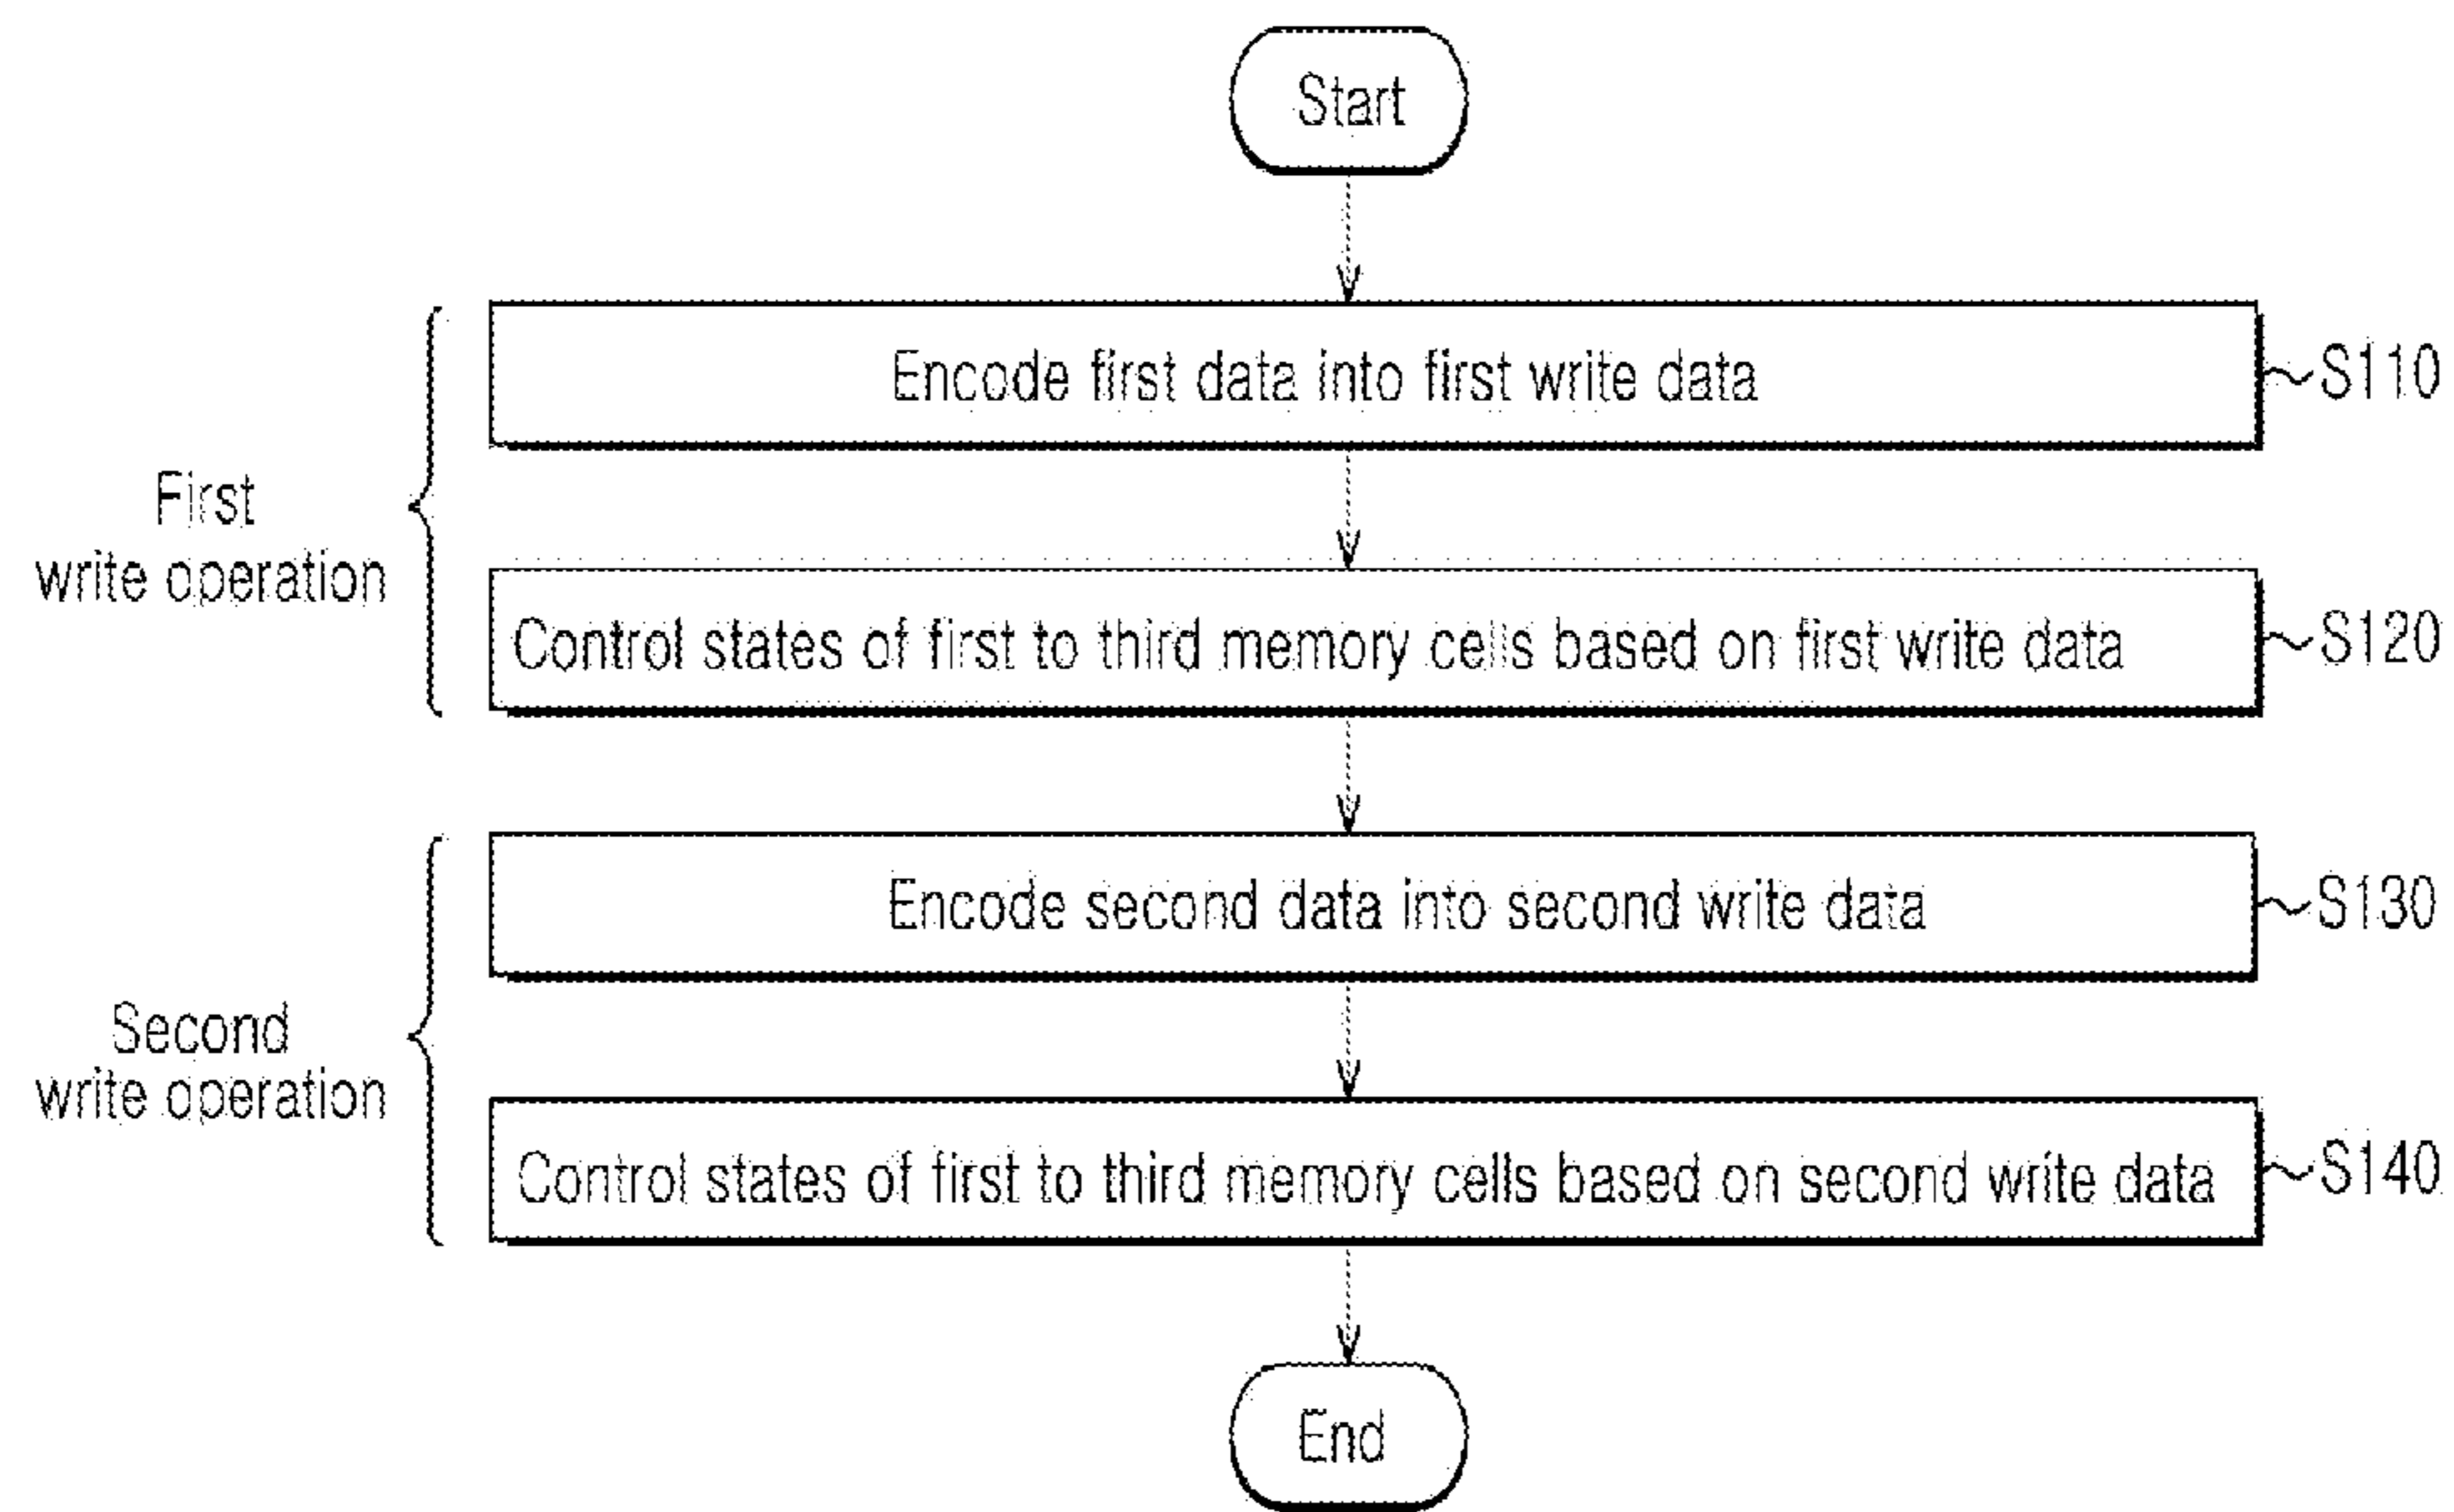 Start
Encode first data into first write data
S110
First
write operation
Control states of first to third memory cells based on first write data
S120
Encode second data into second write data
S130
Second
write operation
Control states of first to third memory cells based on second write data
S140
End